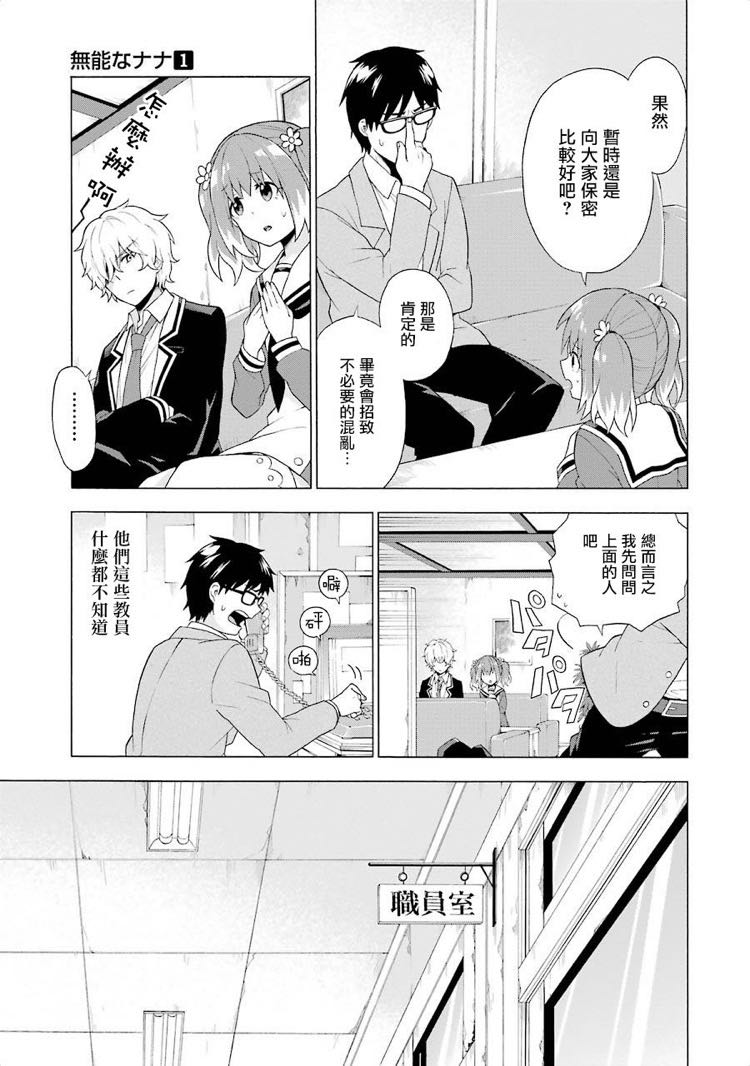 無能なナナ1
果然
暫時還是
向大家保密
比較好吧？
那是
肯定的
畢竟會招致
不必要的混亂…
怎麼辦啊
………
總而言之
我先問問
上面的人
吧
パタ
パタ
噼
砰
啪
他們這些教員
什麼都不知道
職員室